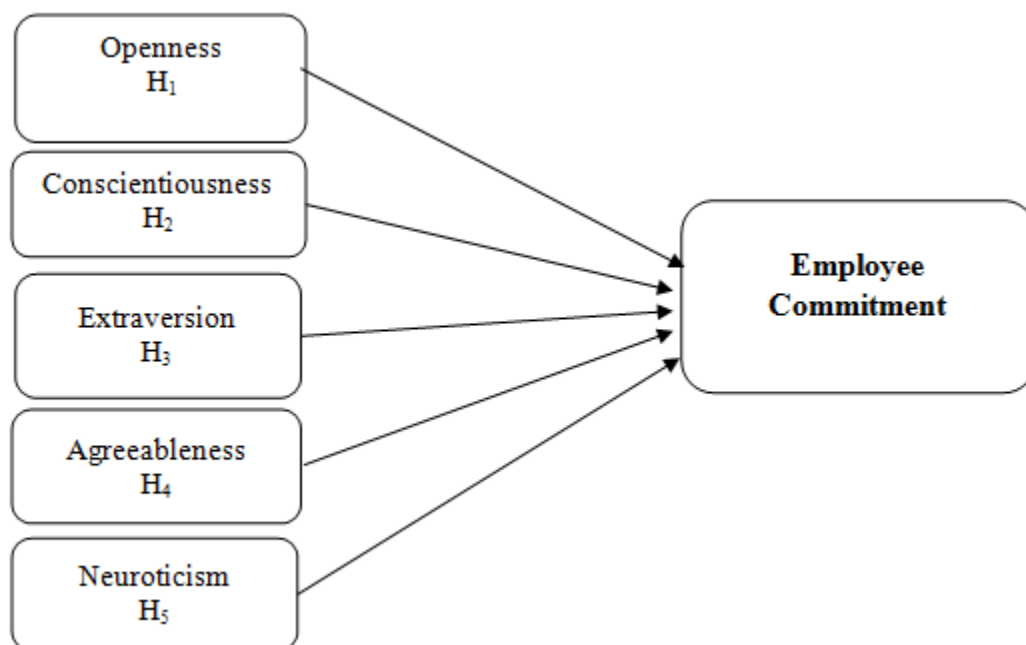 Openness
H₁
Conscientiousness
H₂
Extraversion
H₃
Agreeableness
H₄
Neuroticism
H₅
Employee
Commitment